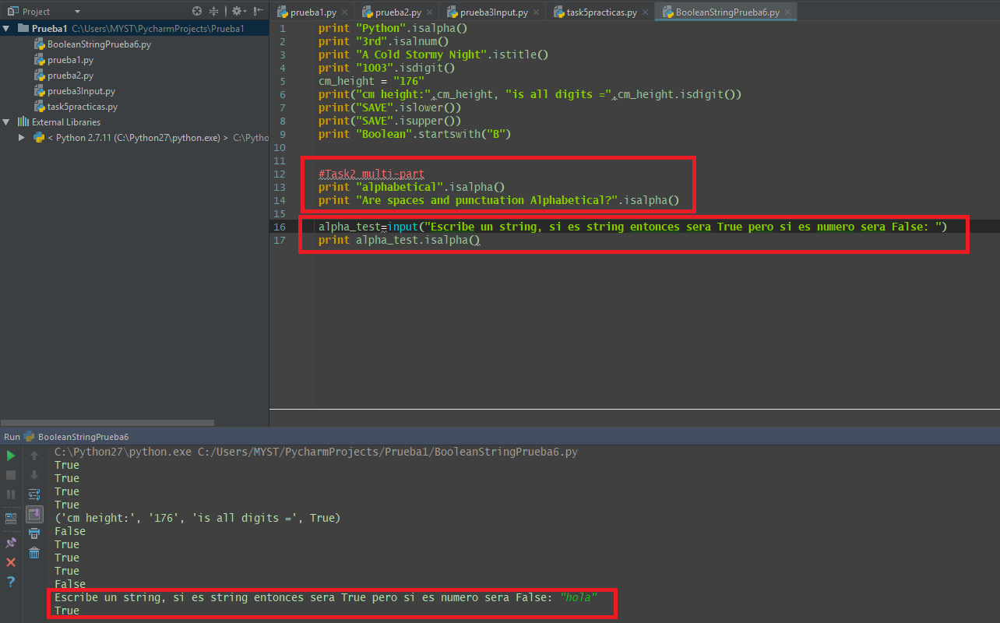 Project
prueba1.py
prueba2.py
prueba3Input.py
task5practicas.py
BooleanStringPrueba6.py
Prueba1 C:\Users\MYST\PycharmProjects\Prueba1
BooleanStringPrueba6.py
prueba1.py
prueba2.py
prueba3Input.py
task5practicas.py
External Libraries
< Python 2.7.11 (C:\Python27\python.exe) > C:\Pytho
1 print "Python".isalpha()
2 print "3rd".isalnum()
3 print "A Cold Stormy Night".istitle()
4 print "1003".isdigit()
5 cm_height = "176"
6 print("cm height:",cm_height, "is all digits =",cm_height.isdigit())
7 print("SAVE".islower())
8 print("SAVE".isupper())
9 print "Boolean".startswith("B")
10
11
12 #Task2 multi-part
13 print "alphabetical".isalpha()
14 print "Are spaces and punctuation Alphabetical?".isalpha()
15
16 alpha_test=input("Escribe un string, si es string entonces sera True pero si es numero sera False: ")
17 print alpha_test.isalpha()
Run BooleanStringPrueba6
C:\Python27\python.exe C:/Users/MYST/PycharmProjects/Prueba1/BooleanStringPrueba6.py
True
True
True
True
('cm height:', '176', 'is all digits =', True)
False
True
True
True
False
Escribe un string, si es string entonces sera True pero si es numero sera False: "hola"
True